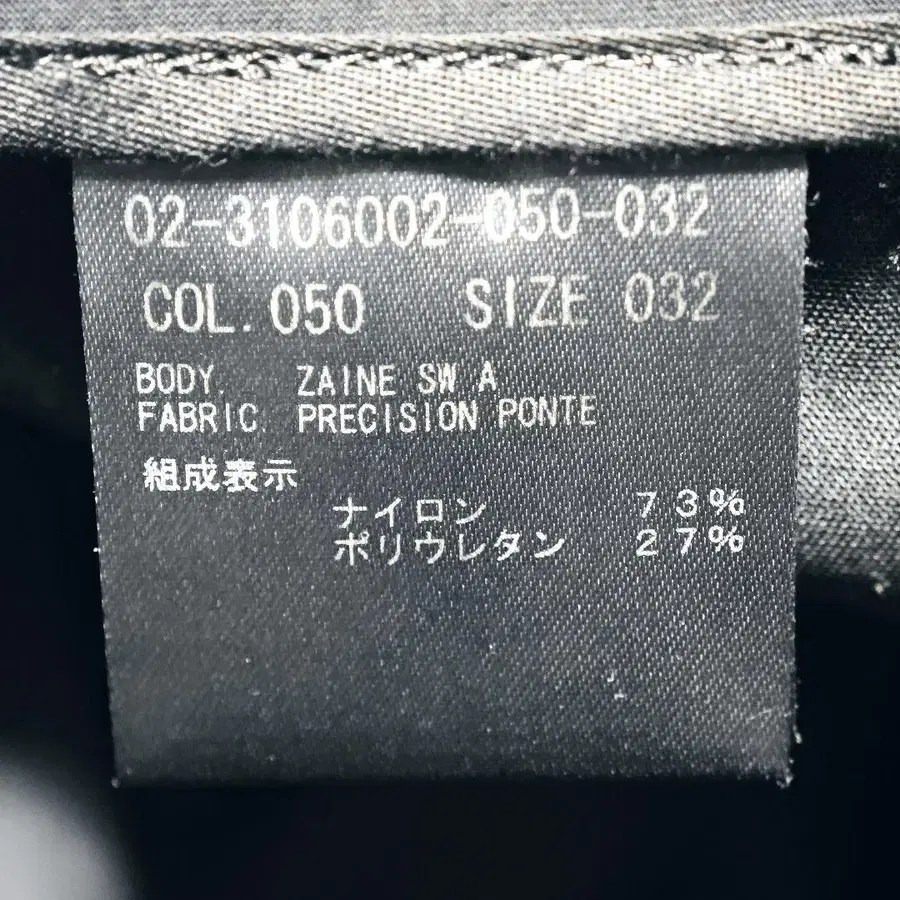 02-3106002-050-032
COL. 050 SIZE 032
BODY. ZAINE SW A
FABRIC PRECISION PONTE
組成表示
ナイロン 73%
ポリウレタン 27%